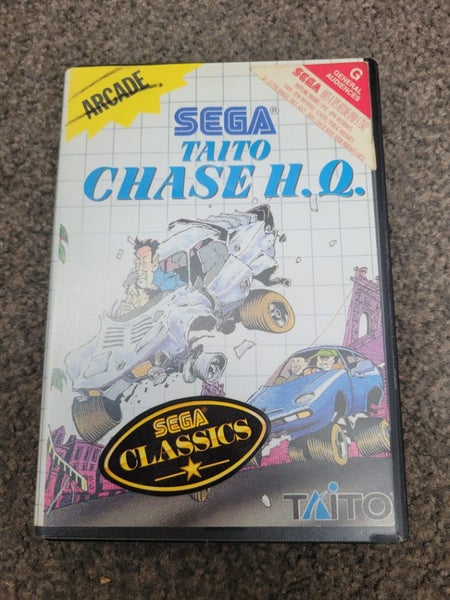 ARCADE
SEGA®
TAITO
CHASE H.Q.
SEGA
G
GENERAL
AUDIENCES
SEGA®
CLASSICS
TAITO